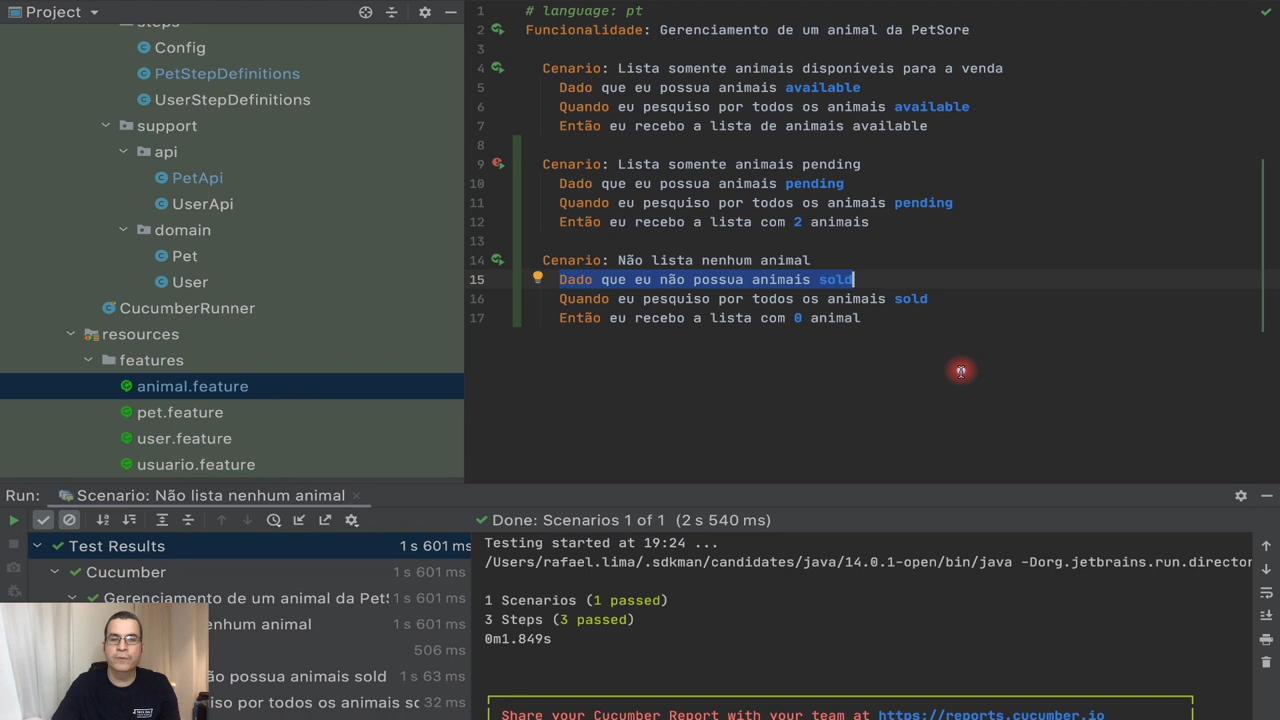 Project
steps
Config
PetStepDefinitions
UserStepDefinitions
support
api
PetApi
UserApi
domain
Pet
User
CucumberRunner
resources
features
animal.feature
pet.feature
user.feature
usuario.feature
1 # language: pt
2 Funcionalidade: Gerenciamento de um animal da PetSore
3
4 Cenario: Lista somente animais disponíveis para a venda
5 Dado que eu possua animais available
6 Quando eu pesquiso por todos os animais available
7 Então eu recebo a lista de animais available
8
9 Cenario: Lista somente animais pending
10 Dado que eu possua animais pending
11 Quando eu pesquiso por todos os animais pending
12 Então eu recebo a lista com 2 animais
13
14 Cenario: Não lista nenhum animal
15 Dado que eu não possua animais sold
16 Quando eu pesquiso por todos os animais sold
17 Então eu recebo a lista com 0 animal
Run: Scenario: Não lista nenhum animal
Test Results 1 s 601 ms
Cucumber 1 s 601 ms
Gerenciamento de um animal da PetS 1 s 601 ms
enhum animal 1 s 601 ms
506 ms
possua animais sold 1 s 63 ms
iso por todos os animais so 32 ms
Done: Scenarios 1 of 1 (2 s 540 ms)
Testing started at 19:24 ...
/Users/rafael.lima/.sdkman/candidates/java/14.0.1-open/bin/java -Dorg.jetbrains.run.director
1 Scenarios (1 passed)
3 Steps (3 passed)
0m1.849s
Share your Cucumber Report with your team at https://reports.cucumber.io